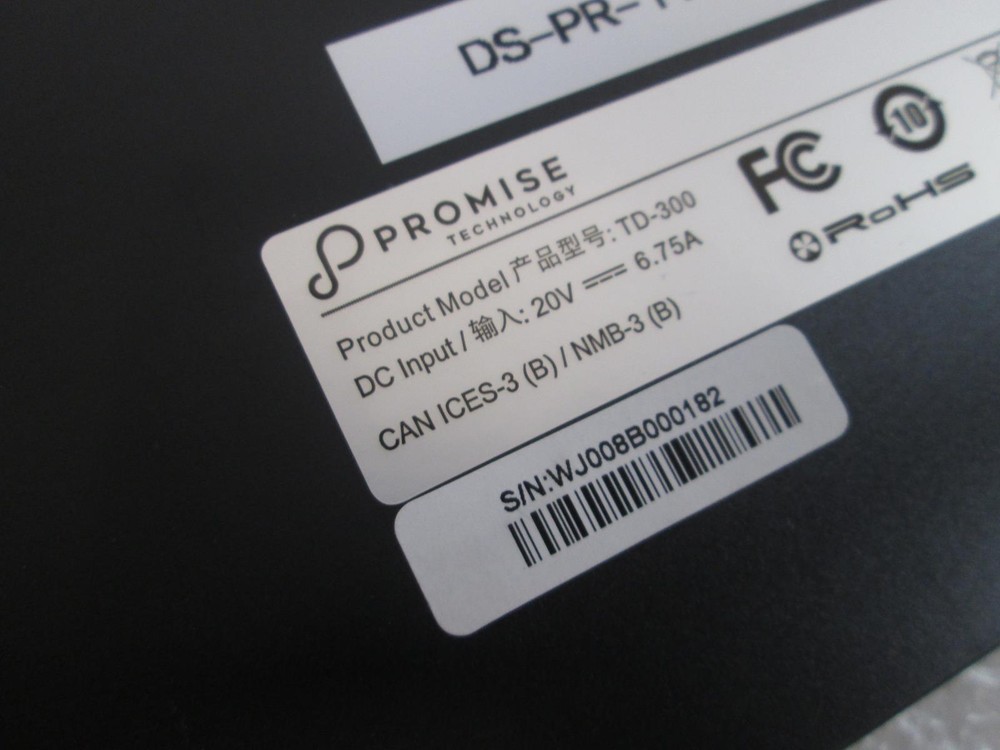 DS-PR-
PROMISE
TECHNOLOGY
Product Model 产品型号: TD-300
DC Input / 输入: 20V ⎓ 6.75A
CAN ICES-3 (B) / NMB-3 (B)
FC
10
RoHS
S/N:WJ008B000182